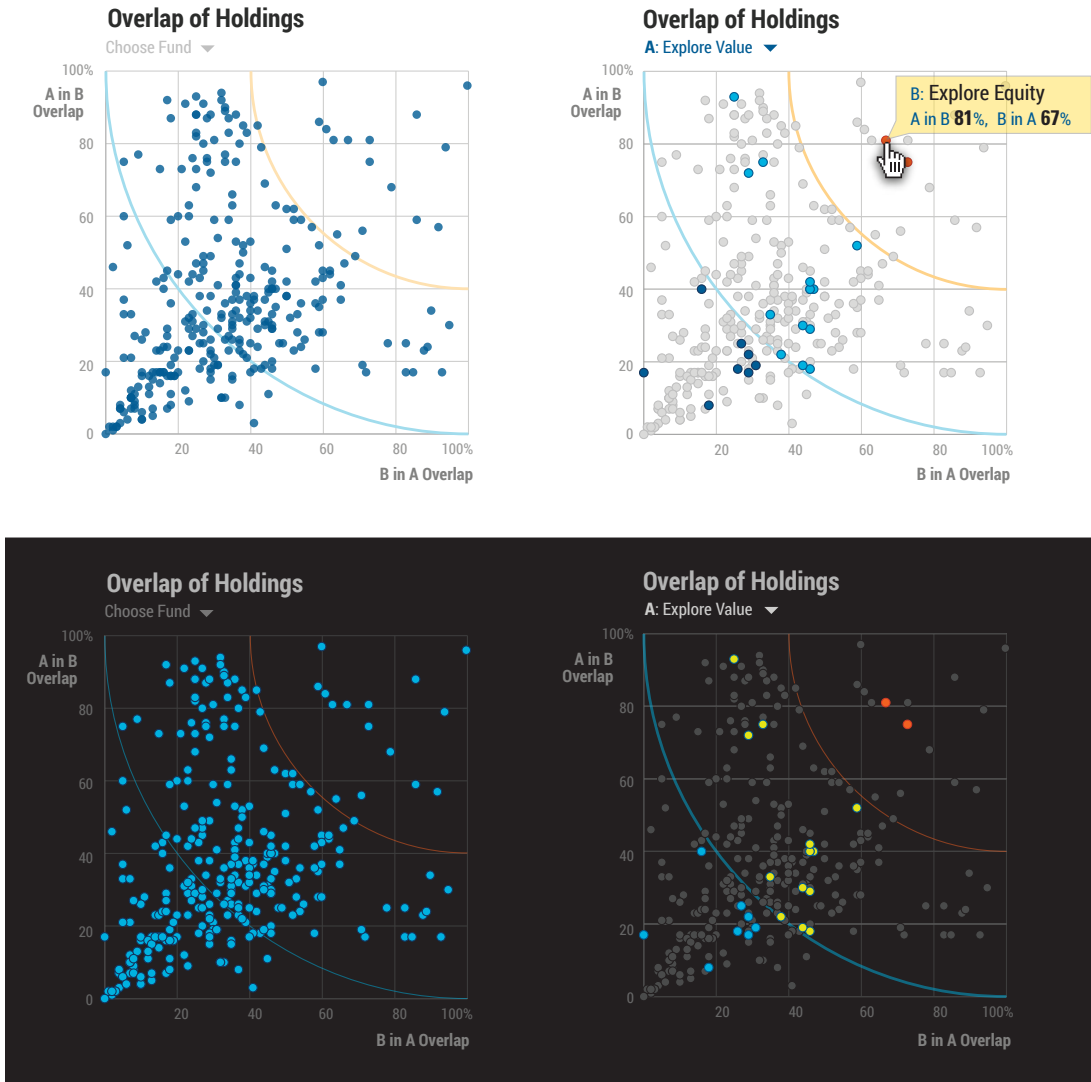 Overlap of Holdings
Choose Fund
100%
A in B
Overlap
80
60
40
20
0
20
40
60
80
100%
B in A Overlap
Overlap of Holdings
A: Explore Value
100%
A in B
Overlap
80
60
40
20
0
20
40
60
80
100%
B in A Overlap
B: Explore Equity
A in B 81%, B in A 67%
Overlap of Holdings
Choose Fund
100%
A in B
Overlap
80
60
40
20
0
20
40
60
80
100%
B in A Overlap
Overlap of Holdings
A: Explore Value
100%
A in B
Overlap
80
60
40
20
0
20
40
60
80
100%
B in A Overlap